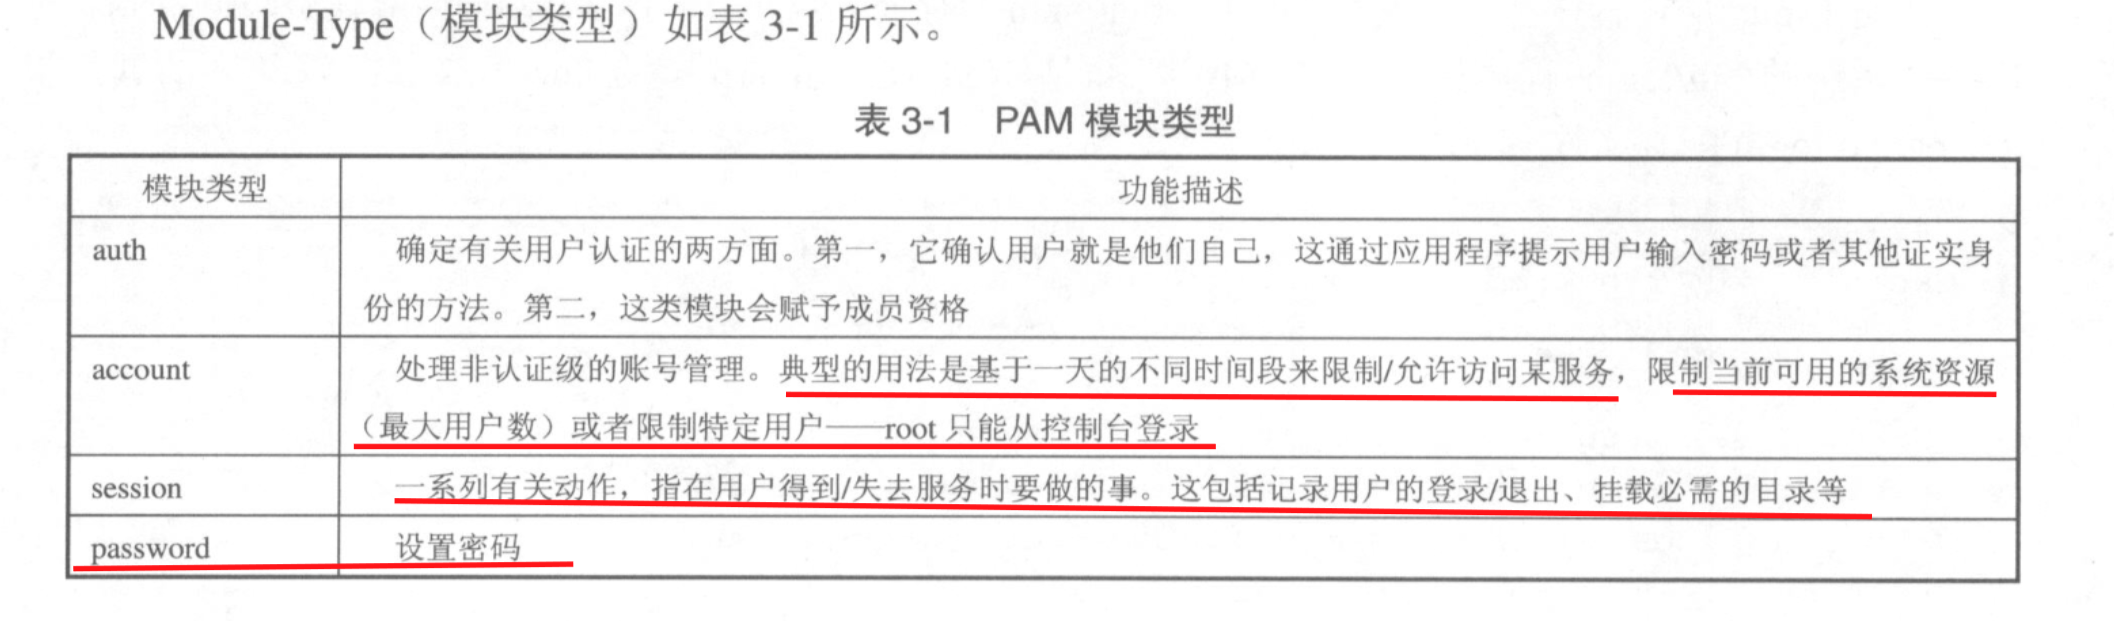 Module-Type（模块类型）如表 3-1 所示。
表 3-1 PAM 模块类型
模块类型 功能描述
auth 确定有关用户认证的两方面。第一，它确认用户就是他们自己，这通过应用程序提示用户输入密码或者其他证实身
份的方法。第二，这类模块会赋予成员资格
account 处理非认证级的账号管理。典型的用法是基于一天的不同时间段来限制/允许访问某服务，限制当前可用的系统资源
（最大用户数）或者限制特定用户——root 只能从控制台登录
session 一系列有关动作，指在用户得到/失去服务时要做的事。这包括记录用户的登录/退出、挂载必需的目录等
password 设置密码